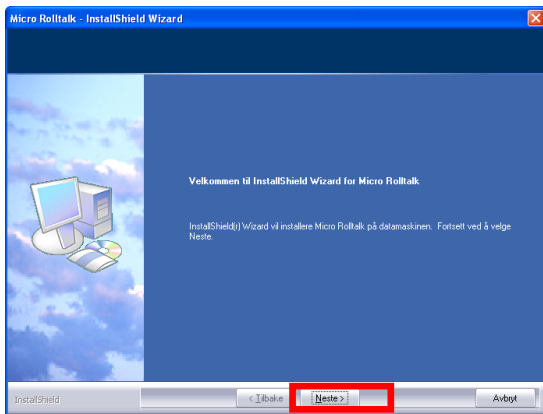 Micro Rolltalk - InstallShield Wizard
Velkommen til InstallShield Wizard for Micro Rolltalk
InstallShield(r) Wizard vil installere Micro Rolltalk på datamaskinen. Fortsett ved å velge
Neste.
InstallShield
< Tilbake
Neste >
Avbryt